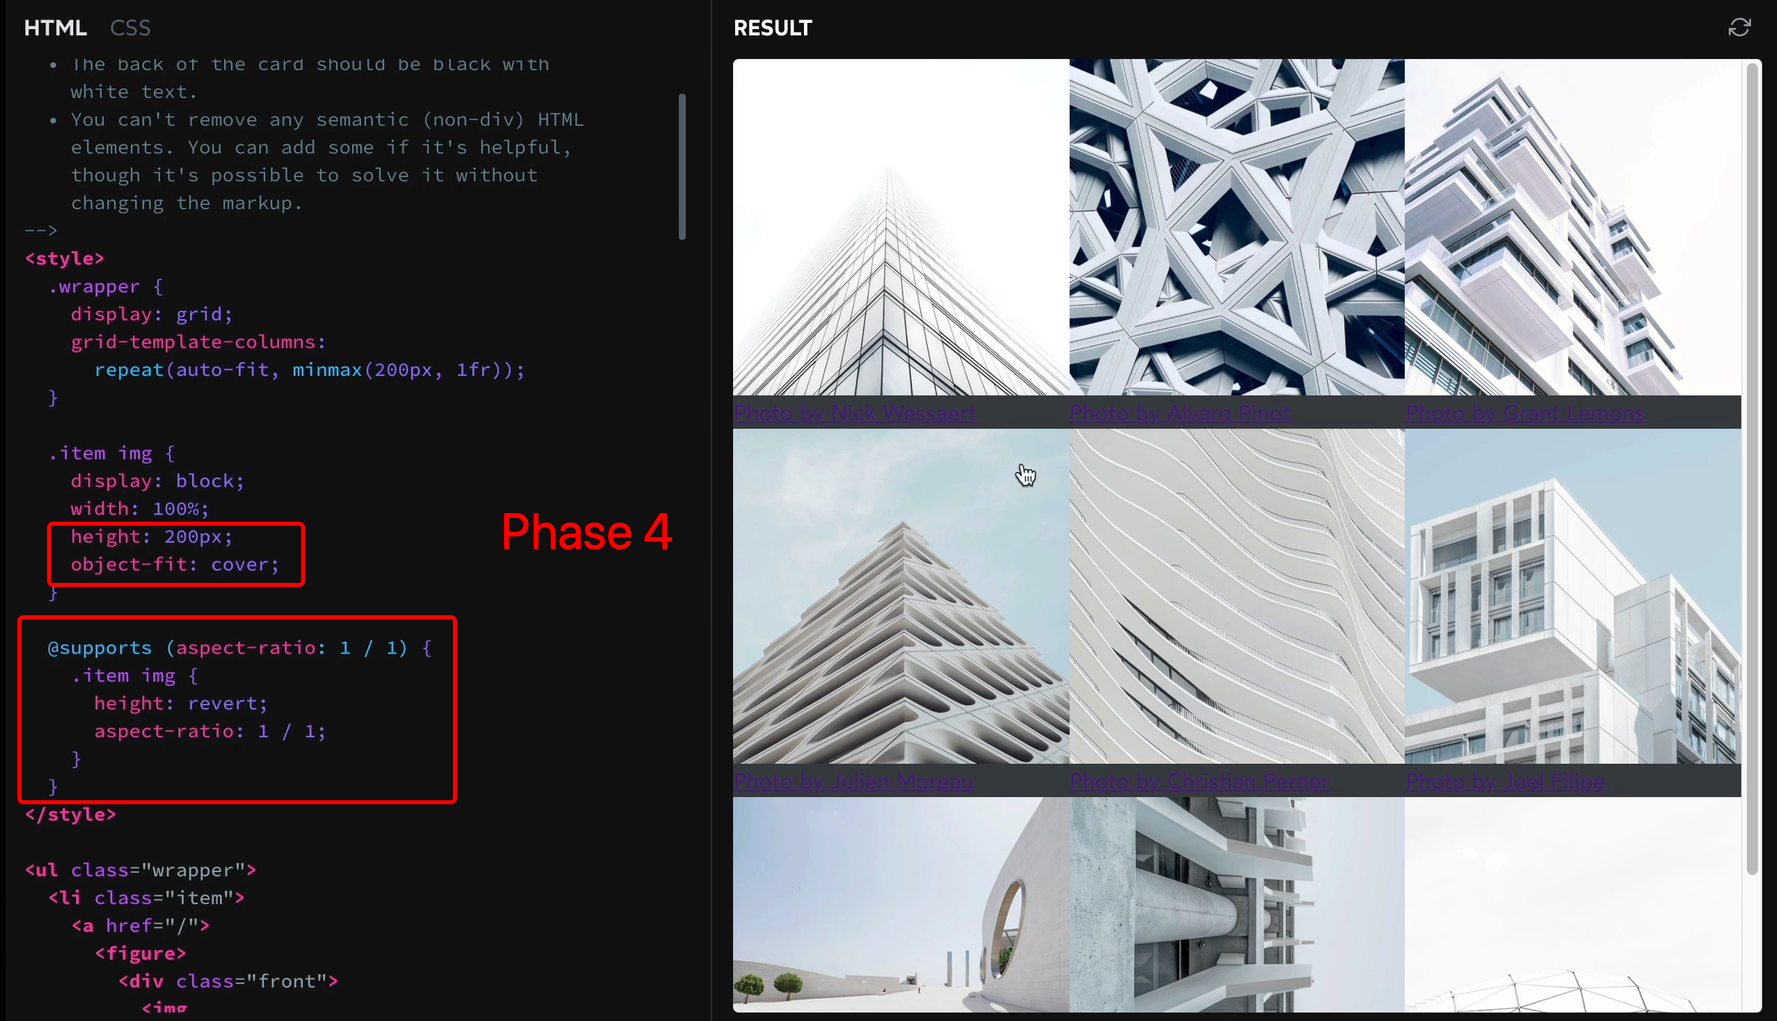 HTML CSS
• The back of the card should be black with
white text.
• You can't remove any semantic (non-div) HTML
elements. You can add some if it's helpful,
though it's possible to solve it without
changing the markup.
-->
<style>
.wrapper {
display: grid;
grid-template-columns:
repeat(auto-fit, minmax(200px, 1fr));
}
.item img {
display: block;
width: 100%;
height: 200px;
object-fit: cover;
}
Phase 4
@supports (aspect-ratio: 1 / 1) {
.item img {
height: revert;
aspect-ratio: 1 / 1;
}
}
</style>
<ul class="wrapper">
<li class="item">
<a href="/">
<figure>
<div class="front">
<img
RESULT
Photo by Nick Wessaert
Photo by Alvaro Pinot
Photo by Grant Lemons
Photo by Julien Moreau
Photo by Christian Perner
Photo by Joel Filipe